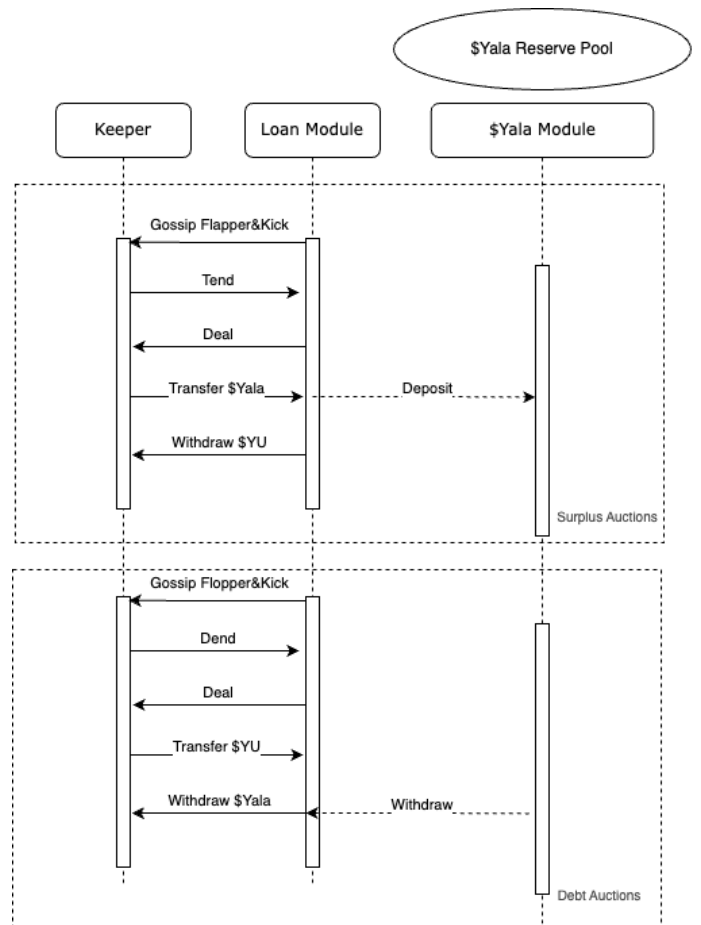 $Yala Reserve Pool
Keeper
Loan Module
$Yala Module
Gossip Flapper&Kick
Tend
Deal
Transfer $Yala
Deposit
Withdraw $YU
Surplus Auctions
Gossip Flopper&Kick
Dend
Deal
Transfer $YU
Withdraw $Yala
Withdraw
Debt Auctions